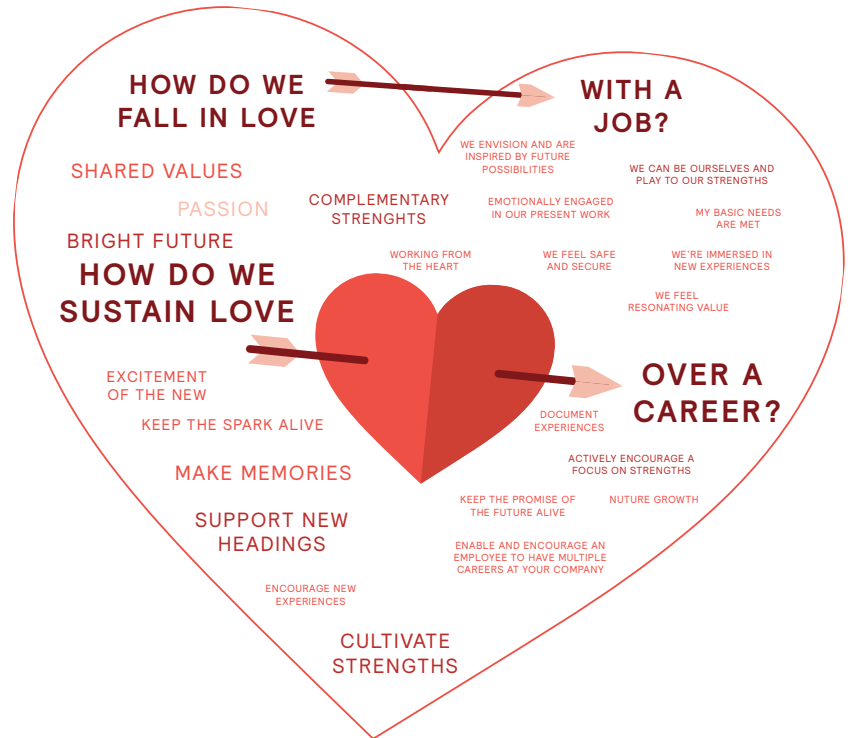 HOW DO WE
FALL IN LOVE
WITH A
JOB?
SHARED VALUES
PASSION
BRIGHT FUTURE
COMPLEMENTARY
STRENGHTS
WE ENVISION AND ARE
INSPIRED BY FUTURE
POSSIBILITIES
WE CAN BE OURSELVES AND
PLAY TO OUR STRENGTHS
EMOTIONALLY ENGAGED
IN OUR PRESENT WORK
MY BASIC NEEDS
ARE MET
WORKING FROM
THE HEART
WE FEEL SAFE
AND SECURE
WE'RE IMMERSED IN
NEW EXPERIENCES
WE FEEL
RESONATING VALUE
HOW DO WE
SUSTAIN LOVE
OVER A
CAREER?
EXCITEMENT
OF THE NEW
KEEP THE SPARK ALIVE
MAKE MEMORIES
SUPPORT NEW
HEADINGS
ENCOURAGE NEW
EXPERIENCES
CULTIVATE
STRENGTHS
DOCUMENT
EXPERIENCES
ACTIVELY ENCOURAGE A
FOCUS ON STRENGTHS
KEEP THE PROMISE OF
THE FUTURE ALIVE
NUTURE GROWTH
ENABLE AND ENCOURAGE AN
EMPLOYEE TO HAVE MULTIPLE
CAREERS AT YOUR COMPANY